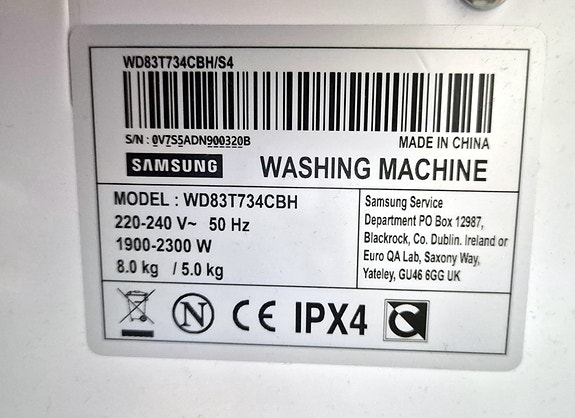 WD83T734CBH/S4
S/N : 0V7S5ADN900320B MADE IN CHINA
SAMSUNG WASHING MACHINE
MODEL : WD83T734CBH
220-240 V~ 50 Hz
1900-2300 W
8.0 kg / 5.0 kg
Samsung Service
Department PO Box 12987,
Blackrock, Co. Dublin. Ireland or
Euro QA Lab, Saxony Way,
Yateley, GU46 6GG UK
N CE IPX4 C